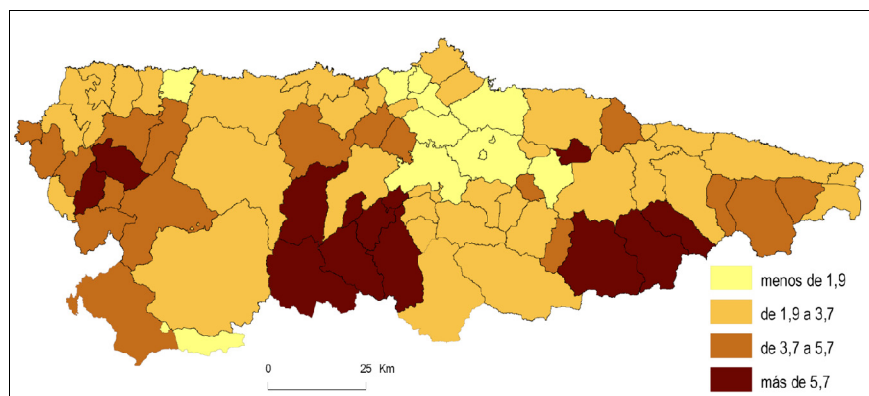 menos de 1,9
de 1,9 a 3,7
de 3,7 a 5,7
más de 5,7
0 25 Km